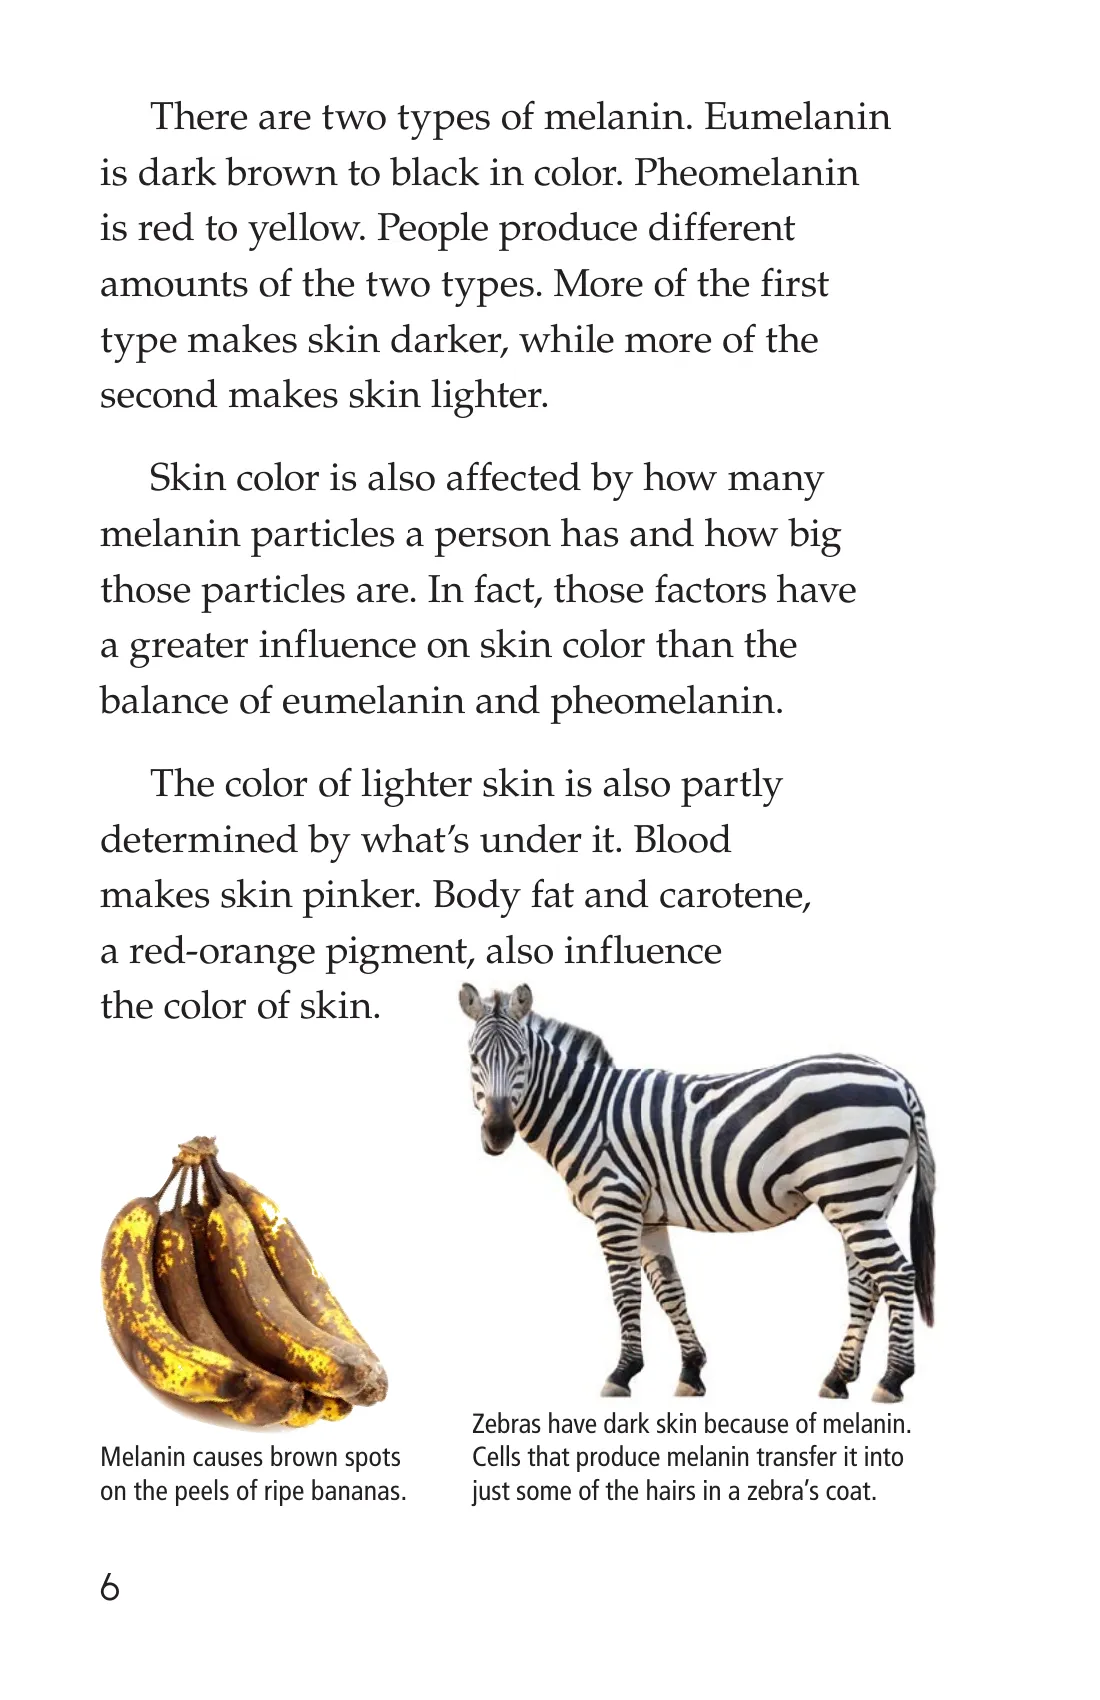 There are two types of melanin. Eumelanin
is dark brown to black in color. Pheomelanin
is red to yellow. People produce different
amounts of the two types. More of the first
type makes skin darker, while more of the
second makes skin lighter.
Skin color is also affected by how many
melanin particles a person has and how big
those particles are. In fact, those factors have
a greater influence on skin color than the
balance of eumelanin and pheomelanin.
The color of lighter skin is also partly
determined by what’s under it. Blood
makes skin pinker. Body fat and carotene,
a red-orange pigment, also influence
the color of skin.
Melanin causes brown spots
on the peels of ripe bananas.
Zebras have dark skin because of melanin.
Cells that produce melanin transfer it into
just some of the hairs in a zebra’s coat.
6